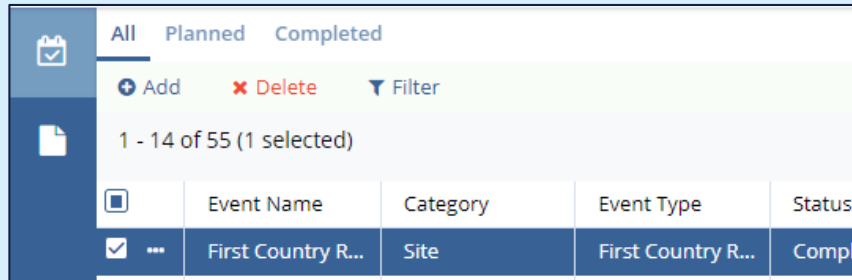 All Planned Completed
Add Delete Filter
1 - 14 of 55 (1 selected)
Event Name Category Event Type Status
First Country R... Site First Country R... Compl